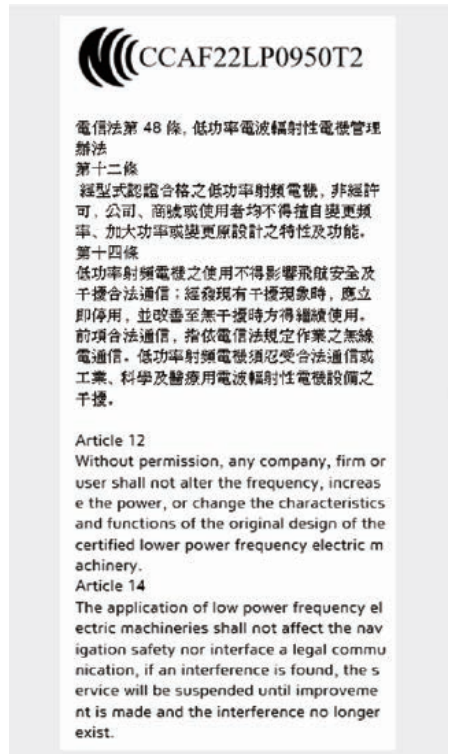 CCAF22LP0950T2
電信法第 48 條, 低功率電波輻射性電機管理
辦法
第十二條
經型式認證合格之低功率射頻電機, 非經許
可, 公司、商號或使用者均不得擅自變更頻
率、加大功率或變更原設計之特性及功能。
第十四條
低功率射頻電機之使用不得影響飛航安全及
干擾合法通信；經發現有干擾現象時, 應立
即停用, 並改善至無干擾時方得繼續使用。
前項合法通信, 指依電信法規定作業之無線
電通信。低功率射頻電機須忍受合法通信或
工業、科學及醫療用電波輻射性電機設備之
干擾。
Article 12
Without permission, any company, firm or
user shall not alter the frequency, increas
e the power, or change the characteristics
and functions of the original design of the
certified lower power frequency electric m
achinery.
Article 14
The application of low power frequency el
ectric machineries shall not affect the nav
igation safety nor interface a legal commu
nication, if an interference is found, the s
ervice will be suspended until improveme
nt is made and the interference no longer
exist.